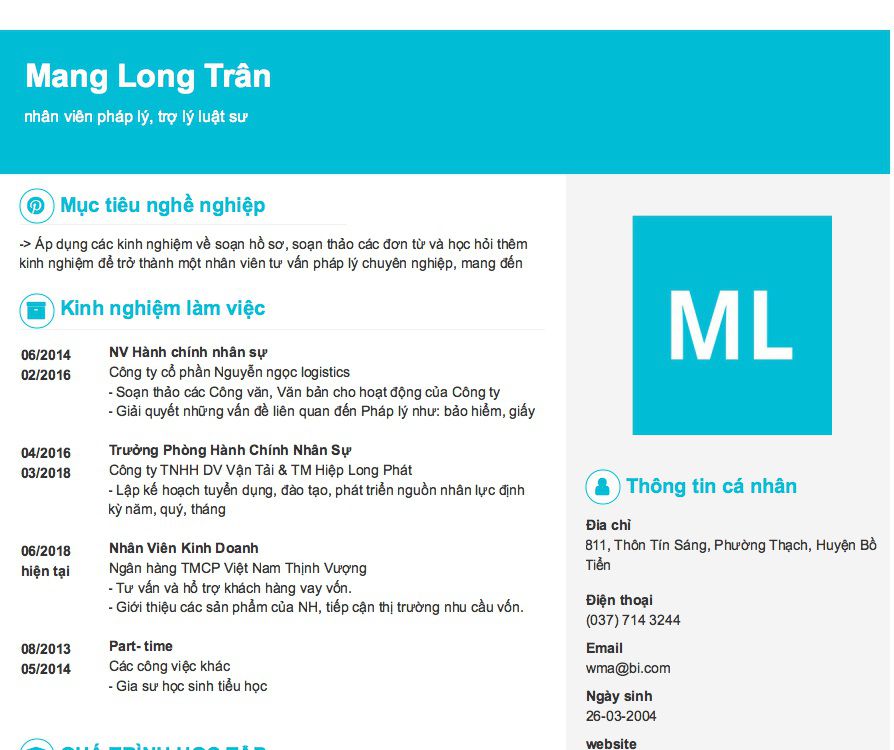 Mang Long Trân
nhân viên pháp lý, trợ lý luật sư
Mục tiêu nghề nghiệp
-> Áp dụng các kinh nghiệm về soạn hồ sơ, soạn thảo các đơn từ và học hỏi thêm
kinh nghiệm để trở thành một nhân viên tư vấn pháp lý chuyên nghiệp, mang đến
Kinh nghiệm làm việc
06/2014
02/2016
NV Hành chính nhân sự
Công ty cổ phần Nguyễn ngọc logistics
- Soạn thảo các Công văn, Văn bản cho hoạt động của Công ty
- Giải quyết những vấn đề liên quan đến Pháp lý như: bảo hiểm, giấy
04/2016
03/2018
Trưởng Phòng Hành Chính Nhân Sự
Công ty TNHH DV Vận Tải & TM Hiệp Long Phát
- Lập kế hoạch tuyển dụng, đào tạo, phát triển nguồn nhân lực định
kỳ năm, quý, tháng
06/2018
hiện tại
Nhân Viên Kinh Doanh
Ngân hàng TMCP Việt Nam Thịnh Vượng
- Tư vấn và hổ trợ khách hàng vay vốn.
- Giới thiệu các sản phẩm của NH, tiếp cận thị trường nhu cầu vốn.
08/2013
05/2014
Part- time
Các công việc khác
- Gia sư học sinh tiểu học
QUÁ TRÌNH HỌC TẬP
ML
Thông tin cá nhân
Địa chỉ
811, Thôn Tín Sáng, Phường Thạch, Huyện Bồ
Tiển
Điện thoại
(037) 714 3244
Email
wma@bi.com
Ngày sinh
26-03-2004
website